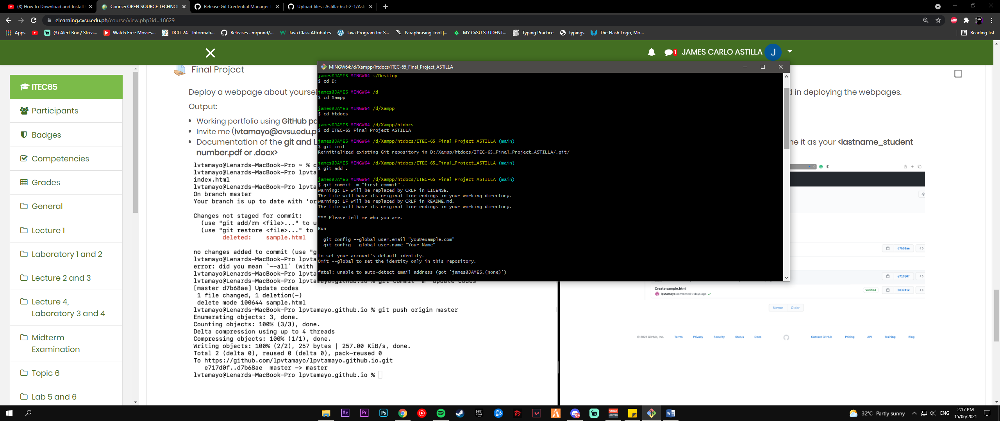 (8) How to Download and Install
Course: OPEN SOURCE TECHNOL
Release Git Credential Manager f
Upload files · Astilla-bsit-2-1/Asti
elearning.cvsu.edu.ph/course/view.php?id=18629
Apps
(3) Alert Box / Strea...
Watch Free Movies...
DCIT 24 - Informati...
Releases · mrpond/...
Java Class Attributes
Java Program for S...
Paraphrasing Tool |...
MY CvSU STUDENT...
Typing Practice
typings
The Flash Logo, Mo...
Reading list
ABP
1
JAMES CARLO ASTILLA
J
ITEC65
Participants
Badges
Competencies
Grades
General
Lecture 1
Laboratory 1 and 2
Lecture 2 and 3
Lecture 4,
Laboratory 3 and 4
Midterm
Examination
Topic 6
Lab 5 and 6
Final Project
Deploy a webpage about yoursel
d in deploying the webpages.
Output:
Working portfolio using GitHub pa
Invite me (lvtamayo@cvsu.edu.p
Documentation of the git and L
ne it as your <lastname_student
number.pdf or .docx>
lvtamayo@Lenards-MacBook-Pro ~ % c
lvtamayo@Lenards-MacBook-Pro lpvta
index.html
lvtamayo@Lenards-MacBook-Pro lpvta
On branch master
Your branch is up to date with 'or
Changes not staged for commit:
(use "git add/rm <file>..." to u
(use "git restore <file>..." to
deleted: sample.html
no changes added to commit (use "g
lvtamayo@Lenards-MacBook-Pro lpvta
error: did you mean `--all` (with
lvtamayo@Lenards-MacBook-Pro lpvta
lvtamayo@Lenards-MacBook-Pro lpvtamayo.github.io % git commit -m "Update codes"
[master d7b68ae] Update codes
1 file changed, 1 deletion(-)
delete mode 100644 sample.html
lvtamayo@Lenards-MacBook-Pro lpvtamayo.github.io % git push origin master
Enumerating objects: 3, done.
Counting objects: 100% (3/3), done.
Delta compression using up to 4 threads
Compressing objects: 100% (1/1), done.
Writing objects: 100% (2/2), 257 bytes | 257.00 KiB/s, done.
Total 2 (delta 0), reused 0 (delta 0), pack-reused 0
To https://github.com/lpvtamayo/lpvtamayo.github.io.git
e717d0f..d7b68ae master -> master
lvtamayo@Lenards-MacBook-Pro lpvtamayo.github.io %
MINGW64:/d/Xampp/htdocs/ITEC-65_Final_Project_ASTILLA
james@JAMES MINGW64 ~/Desktop
$ cd D:
james@JAMES MINGW64 /d
$ cd Xampp
james@JAMES MINGW64 /d/Xampp
$ cd htdocs
james@JAMES MINGW64 /d/Xampp/htdocs
$ cd ITEC-65_Final_Project_ASTILLA
james@JAMES MINGW64 /d/Xampp/htdocs/ITEC-65_Final_Project_ASTILLA (main)
$ git init
Reinitialized existing Git repository in D:/Xampp/htdocs/ITEC-65_Final_Project_ASTILLA/.git/
james@JAMES MINGW64 /d/Xampp/htdocs/ITEC-65_Final_Project_ASTILLA (main)
$ git add .
james@JAMES MINGW64 /d/Xampp/htdocs/ITEC-65_Final_Project_ASTILLA (main)
$ git commit -m "first commit" .
warning: LF will be replaced by CRLF in LICENSE.
The file will have its original line endings in your working directory.
warning: LF will be replaced by CRLF in README.md.
The file will have its original line endings in your working directory.
*** Please tell me who you are.
Run
git config --global user.email "you@example.com"
git config --global user.name "Your Name"
to set your account's default identity.
Omit --global to set the identity only in this repository.
fatal: unable to auto-detect email address (got 'james@JAMES.(none)')
d7b68ae
e717d0f
Create sample.html
lpvtamayo committed 9 days ago
Verified
583741c
Newer
Older
© 2021 GitHub, Inc.
Terms
Privacy
Security
Status
Docs
Contact GitHub
Pricing
API
Training
Blog
Ae
Pr
Ps
EPIC
GAMES
9+
VOICE
MEETER
32°C Partly sunny
ENG
2:17 PM
15/06/2021